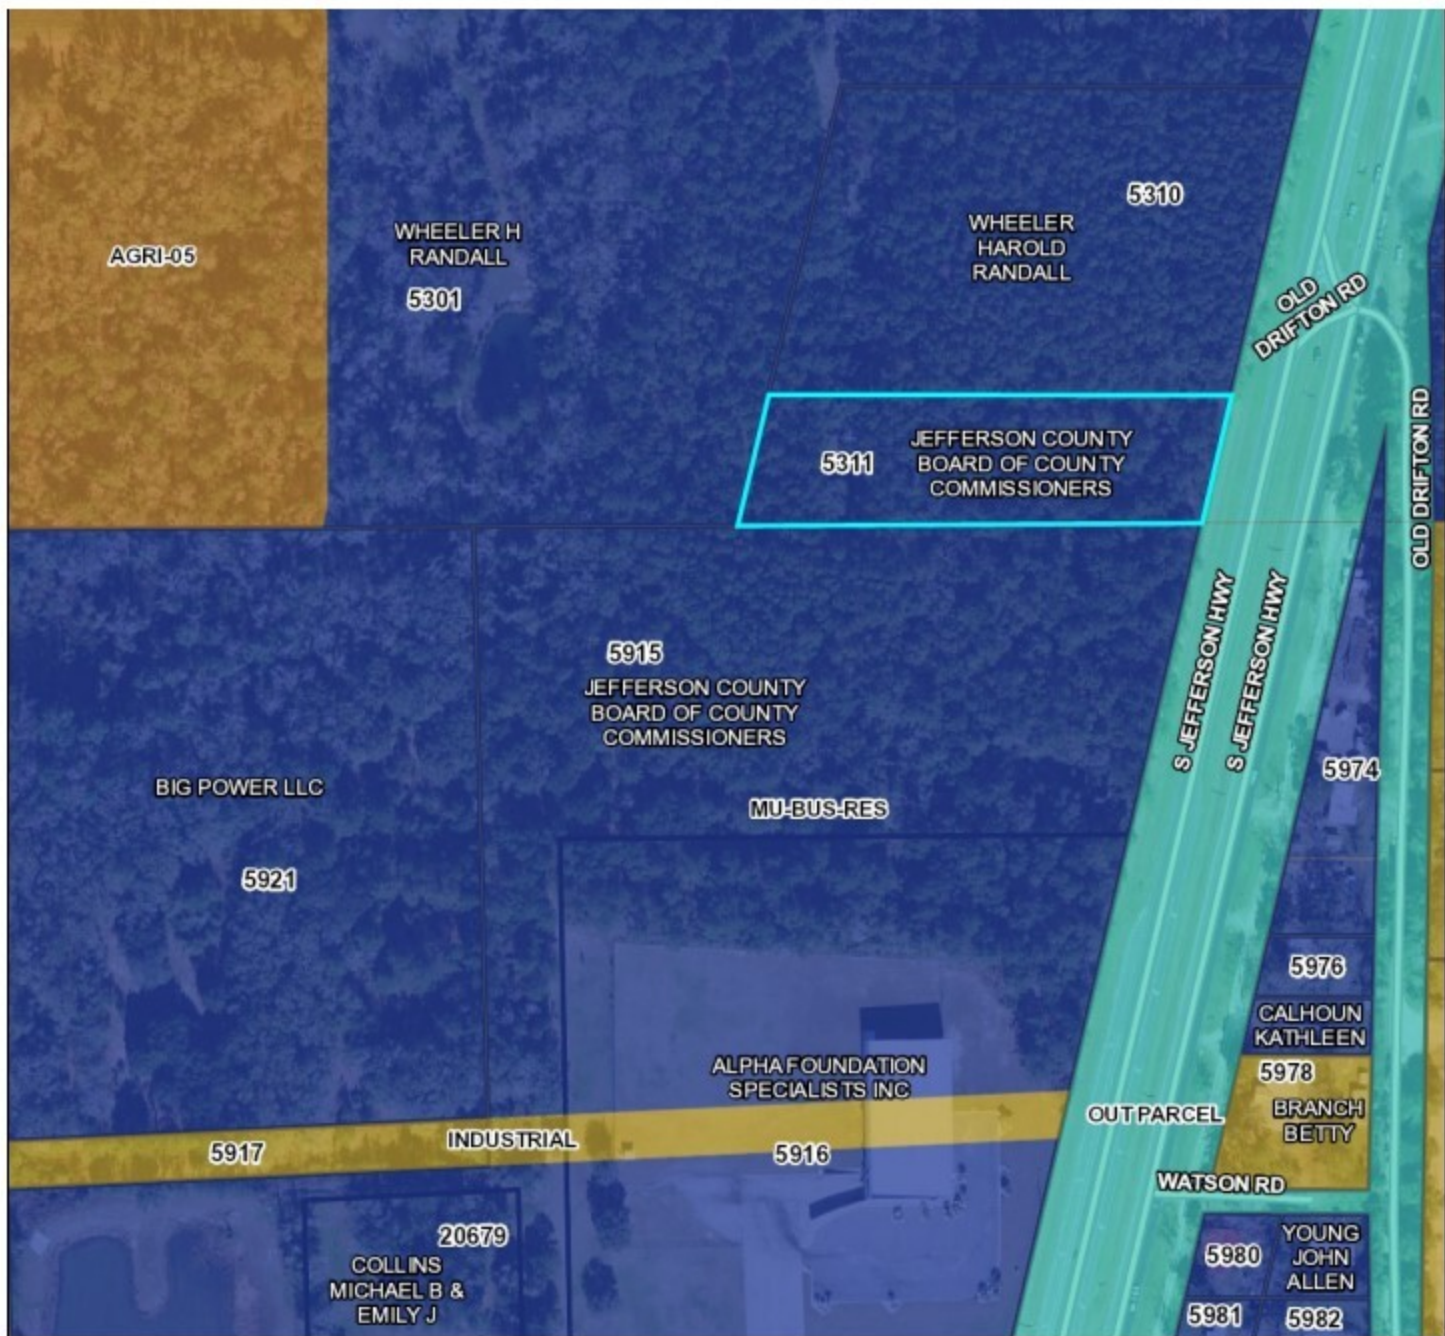 5310
WHEELER H
RANDALL
5301
WHEELER
HAROLD
RANDALL
AGRI-05
OLD
DRIFTON RD
OLD DRIFTON RD
5311
JEFFERSON COUNTY
BOARD OF COUNTY
COMMISSIONERS
5915
JEFFERSON COUNTY
BOARD OF COUNTY
COMMISSIONERS
S JEFFERSON HWY
S JEFFERSON HWY
5974
BIG POWER LLC
MU-BUS-RES
5921
5976
CALHOUN
KATHLEEN
ALPHA FOUNDATION
SPECIALISTS INC
5978
BRANCH
BETTY
OUT PARCEL
INDUSTRIAL
5917
5916
WATSON RD
20679
COLLINS
MICHAEL B &
EMILY J
5980
YOUNG
JOHN
ALLEN
5981
5982